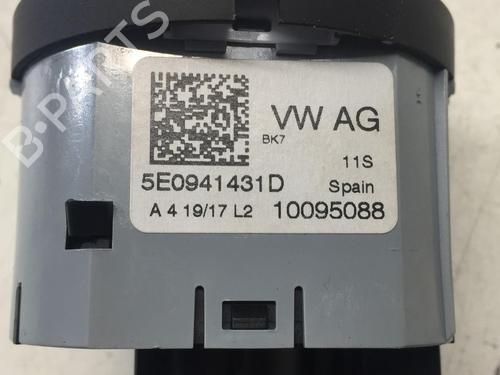 VW AG
BK7
11S
5E0941431D
Spain
A 4 19/17 L2
10095088
B-PARTS